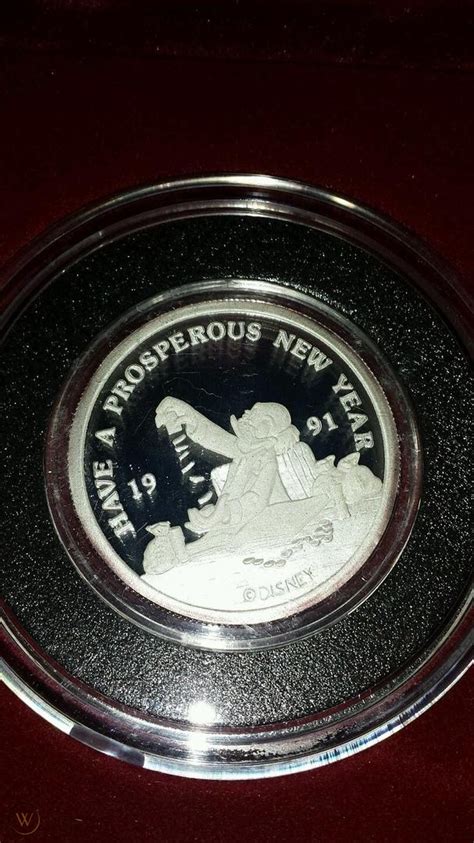 HAVE A PROSPEROUS NEW YEAR
19 91
©DISNEY
W